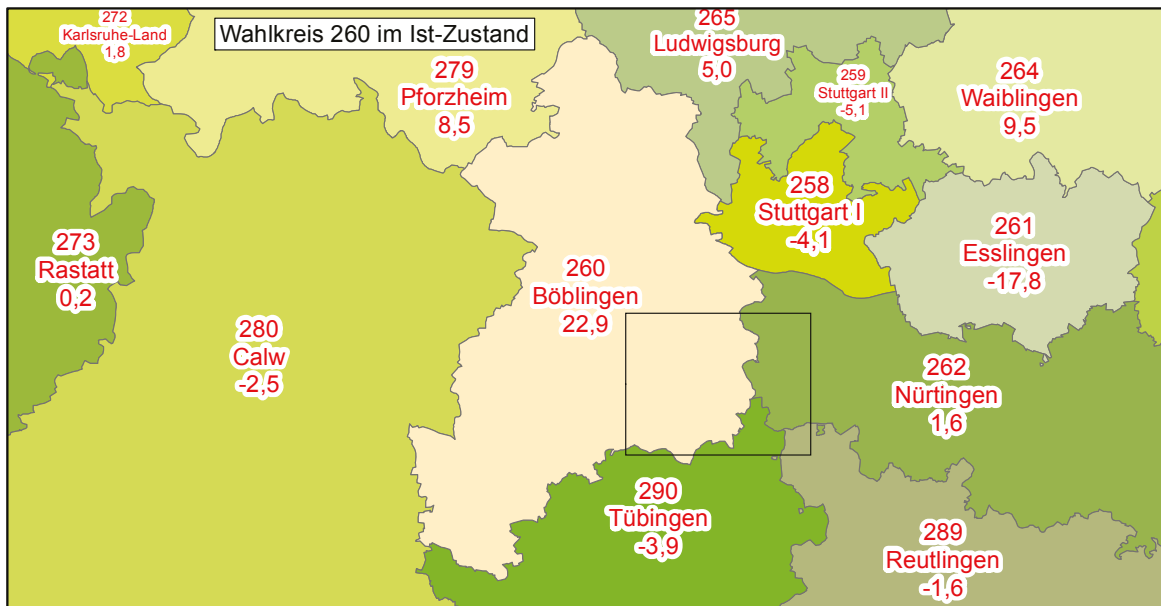 272
Karlsruhe-Land
1,8
Wahlkreis 260 im Ist-Zustand
279
Pforzheim
8,5
265
Ludwigsburg
5,0
259
Stuttgart II
-5,1
264
Waiblingen
9,5
258
Stuttgart I
-4,1
261
Esslingen
-17,8
273
Rastatt
0,2
260
Böblingen
22,9
280
Calw
-2,5
262
Nürtingen
1,6
290
Tübingen
-3,9
289
Reutlingen
-1,6